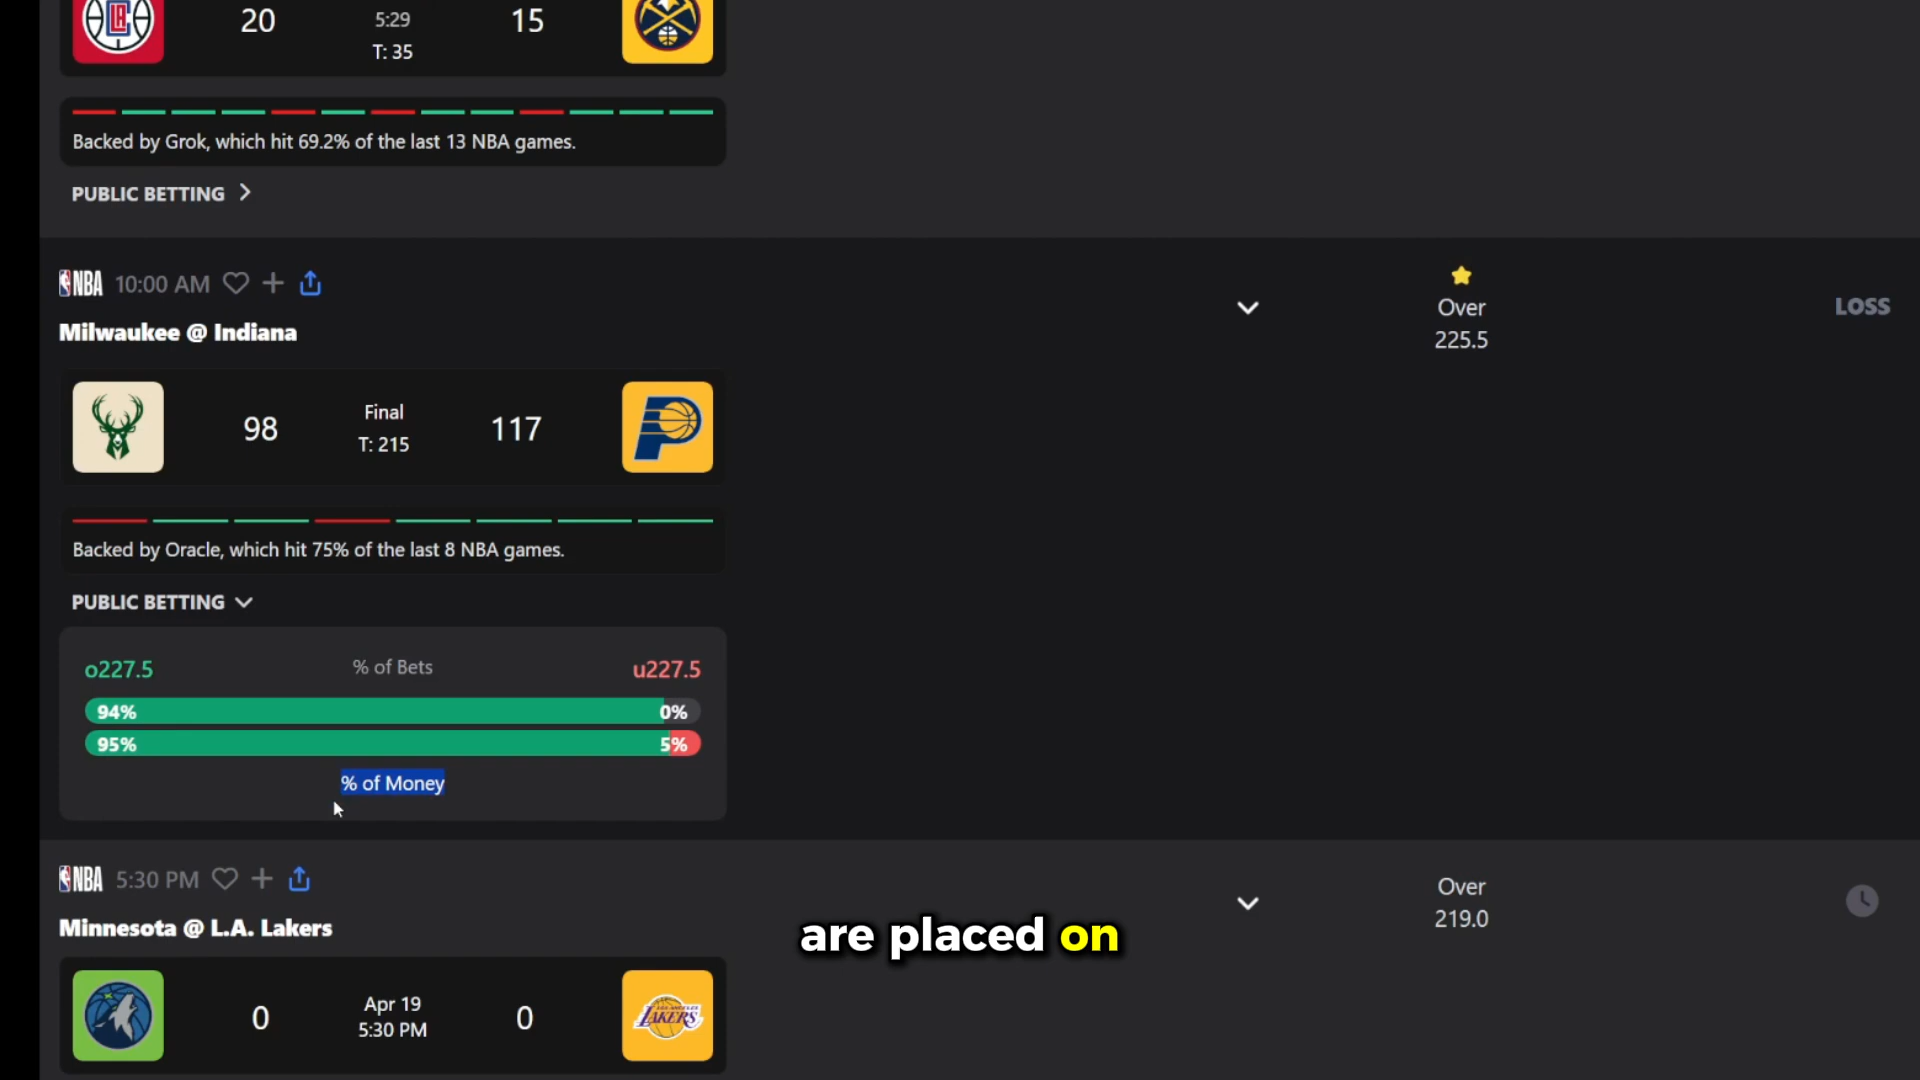 20
5:29
15
T: 35
Backed by Grok, which hit 69.2% of the last 13 NBA games.
PUBLIC BETTING
NBA 10:00 AM
Milwaukee @ Indiana
Over
225.5
LOSS
98
Final
T: 215
117
Backed by Oracle, which hit 75% of the last 8 NBA games.
PUBLIC BETTING
o227.5 % of Bets u227.5
94% 0%
95% 5%
% of Money
NBA 5:30 PM
Minnesota @ L.A. Lakers
Over
219.0
are placed on
0
Apr 19
5:30 PM
0
LAKERS